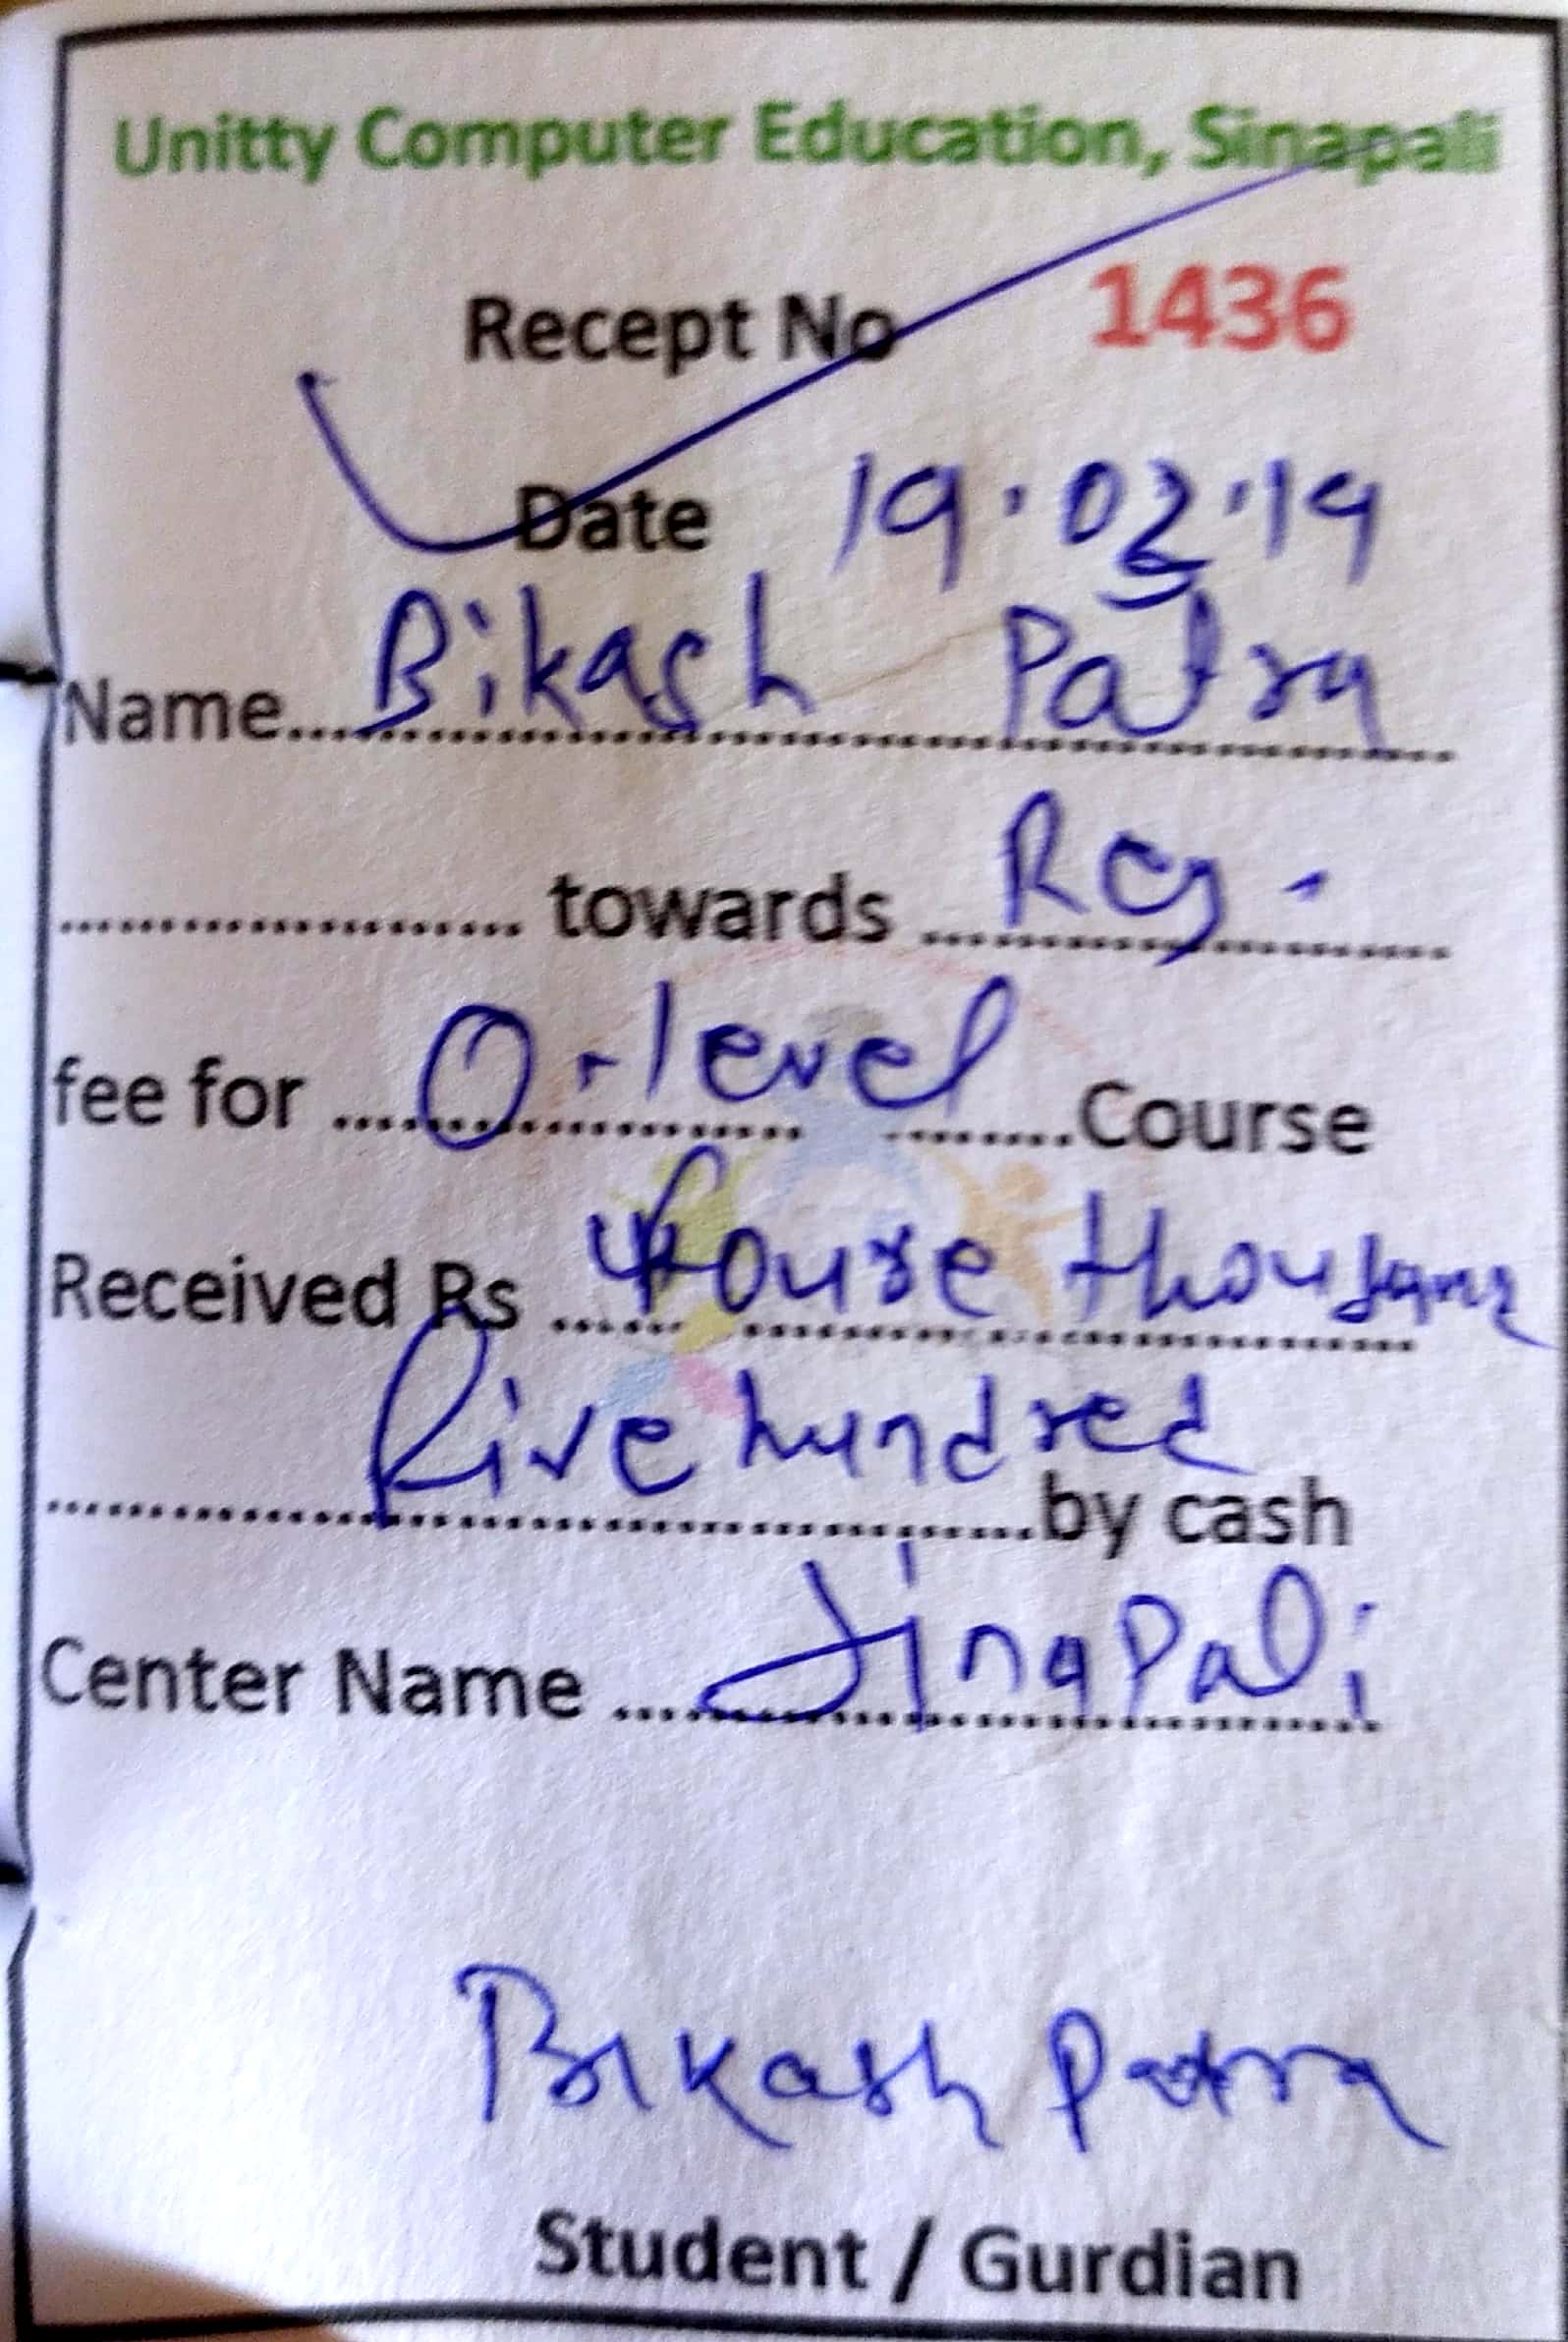 Unitty Computer Education, Sinapali
Recept No 1436
Date 19.02.19
Name...Bikash Patra
towards Reg.
fee for O-level Course
Received Rs foure thousand
five hundred by cash
Center Name Sinapali
Bikash Patra
Student / Gurdian